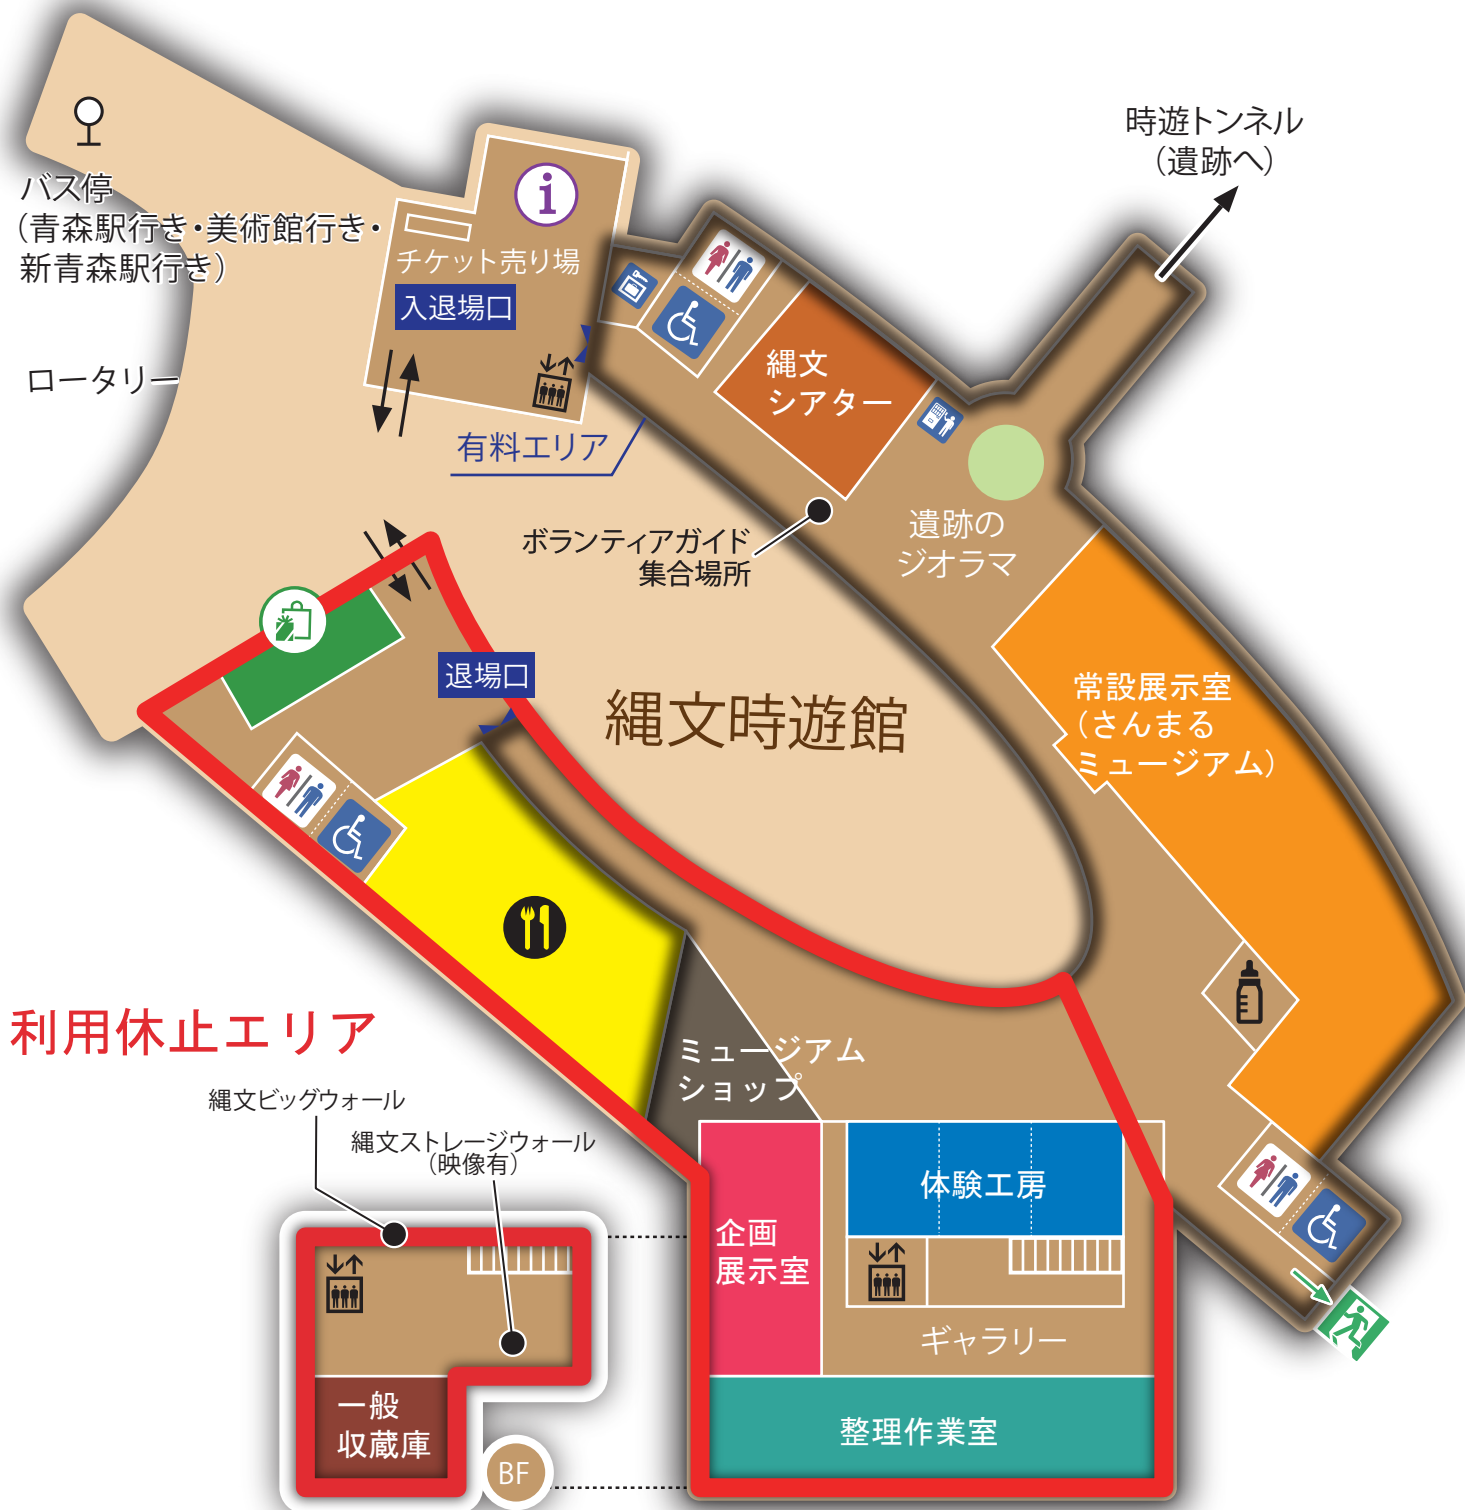 時遊トンネル
（遺跡へ）
バス停
（青森駅行き・美術館行き・
新青森駅行き）
i
チケット売り場
入退場口
ロータリー
縄文
シアター
有料エリア
ボランティアガイド
集合場所
遺跡の
ジオラマ
退場口
縄文時遊館
常設展示室
（さんまる
ミュージアム）
利用休止エリア
ミュージアム
ショップ
縄文ビッグウォール
縄文ストレージウォール
（映像有）
体験工房
企画
展示室
ギャラリー
一般
収蔵庫
整理作業室
BF